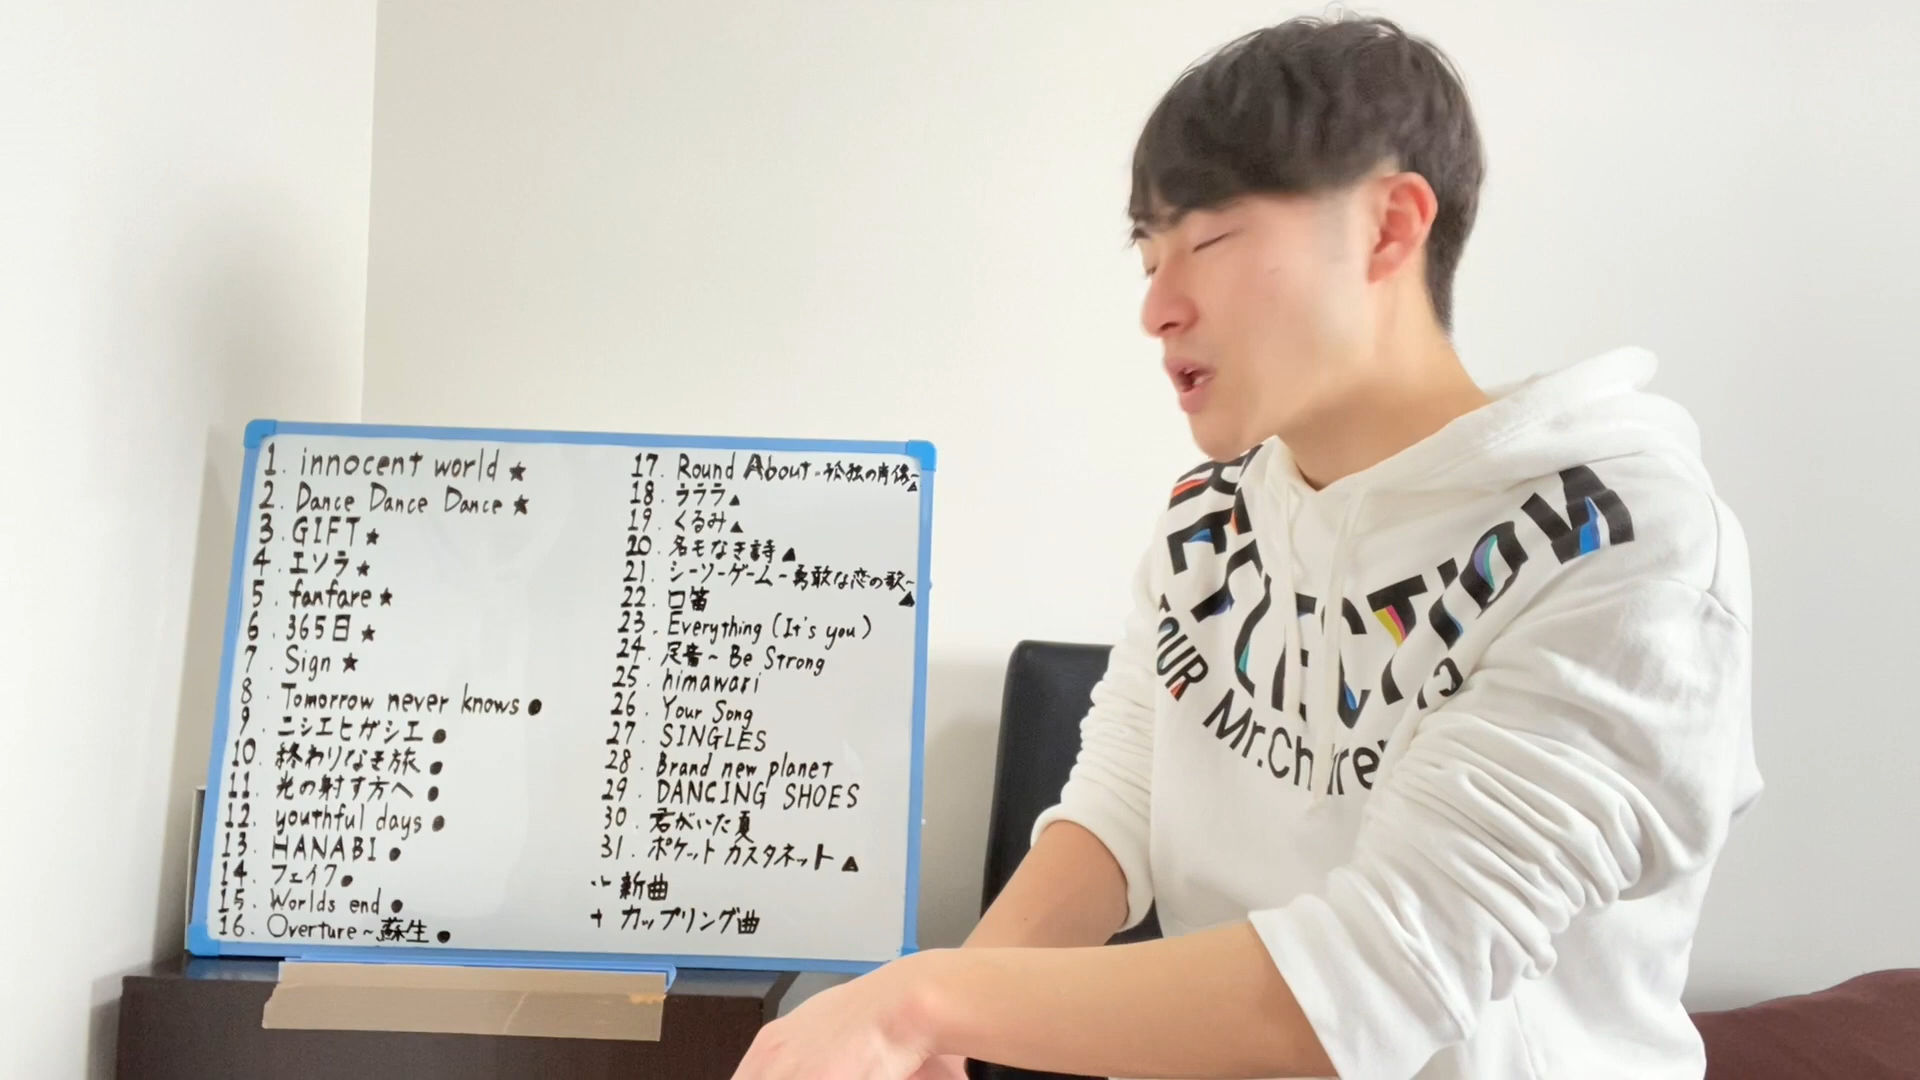 1. innocent world ★
2. Dance Dance Dance ★
3. GIFT ★
4. エソラ ★
5. fanfare ★
6. 365日 ★
7. Sign ★
8. Tomorrow never knows ●
9. ニシエヒガシエ ●
10. 終わりなき旅 ●
11. 光の射す方へ ●
12. youthful days ●
13. HANABI ●
14. フェイク ●
15. Worlds end ●
16. Overture~蘇生 ●
17. Round About-孤独の肖像~ ▲
18. ウララ ▲
19. くるみ ▲
20. 名もなき詩 ▲
21. シーソーゲーム~勇敢な恋の歌~ ▲
22. 口笛
23. Everything (It's you)
24. 足音~Be Strong
25. himawari
26. Your Song
27. SINGLES
28. Brand new planet
29. DANCING SHOES
30. 君がいた夏
31. ポケット カスタネット ▲
新曲
+ カップリング曲
REFLECTION
TOUR Mr.Chi